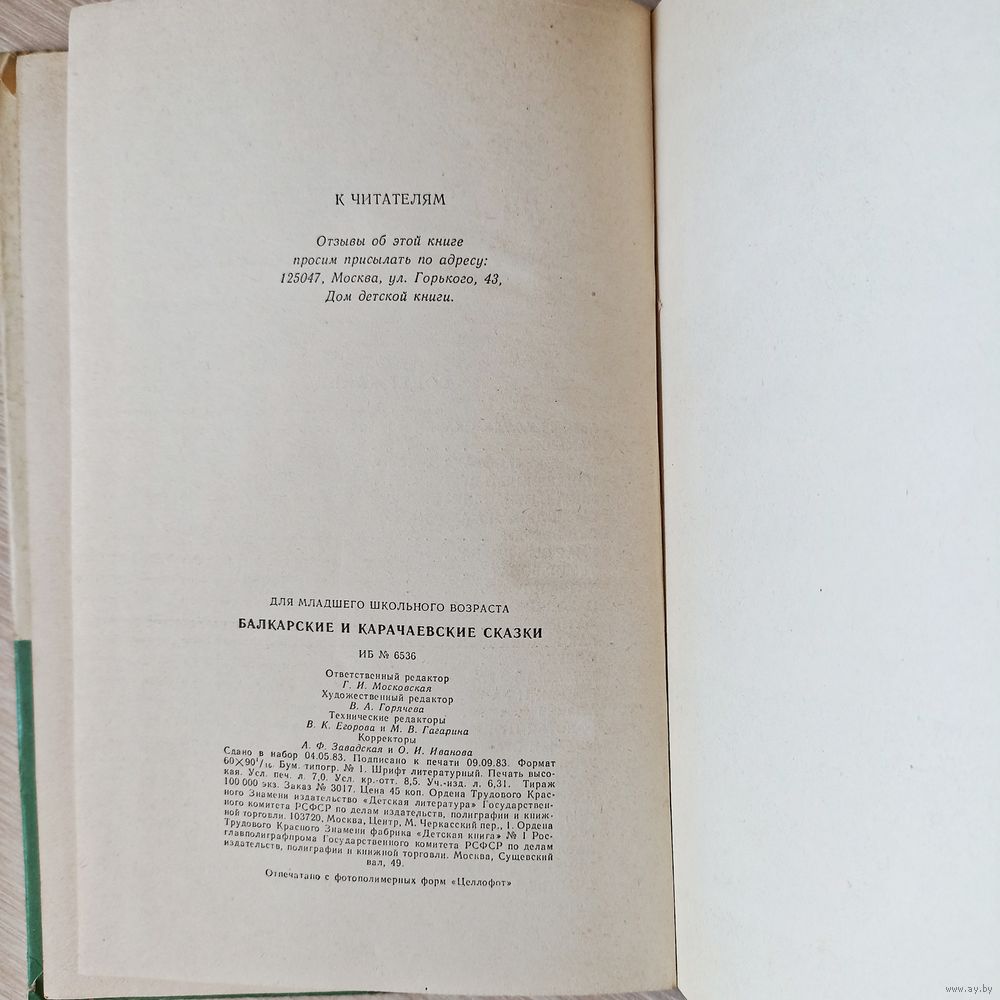 К ЧИТАТЕЛЯМ
Отзывы об этой книге
просим присылать по адресу:
125047, Москва, ул. Горького, 43,
Дом детской книги.
ДЛЯ МЛАДШЕГО ШКОЛЬНОГО ВОЗРАСТА
БАЛКАРСКИЕ И КАРАЧАЕВСКИЕ СКАЗКИ
ИБ № 6536
Ответственный редактор
Г. И. Московская
Художественный редактор
В. А. Горячева
Технические редакторы
В. К. Егорова и М. В. Гагарина
Корректоры
А. Ф. Завадская и О. И. Иванова
Сдано в набор 04.05.83. Подписано к печати 09.09.83. Формат
60×90¹/₁₆. Бум. типогр. № 1. Шрифт литературный. Печать высо-
кая. Усл. печ. л. 7,0. Усл. кр.-отт. 8,5. Уч.-изд. л. 6,31. Тираж
100 000 экз. Заказ № 3017. Цена 45 коп. Ордена Трудового Крас-
ного Знамени издательство «Детская литература» Государствен-
ного комитета РСФСР по делам издательств, полиграфии и книж-
ной торговли. 103720, Москва, Центр, М. Черкасский пер., 1. Ордена
Трудового Красного Знамени фабрика «Детская книга» № 1 Рос-
главполиграфпрома Государственного комитета РСФСР по делам
издательств, полиграфии и книжной торговли. Москва, Сущевский
вал, 49.
Отпечатано с фотополимерных форм «Целлофот»
www.ay.by